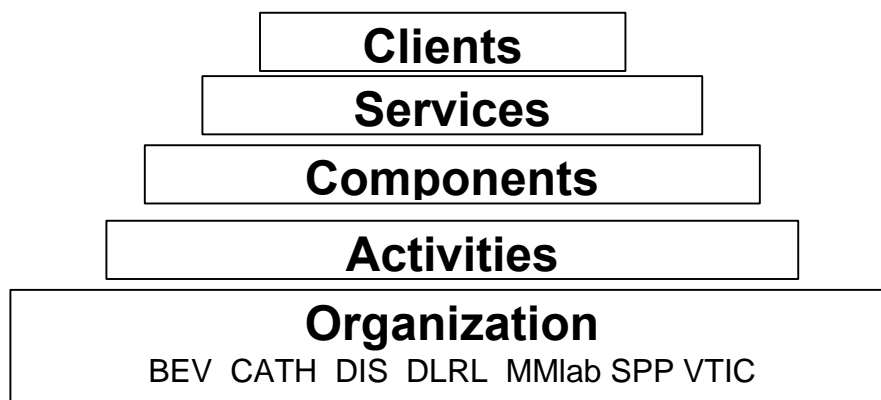 Clients
Services
Components
Activities
Organization
BEV CATH DIS DLRL MMlab SPP VTIC